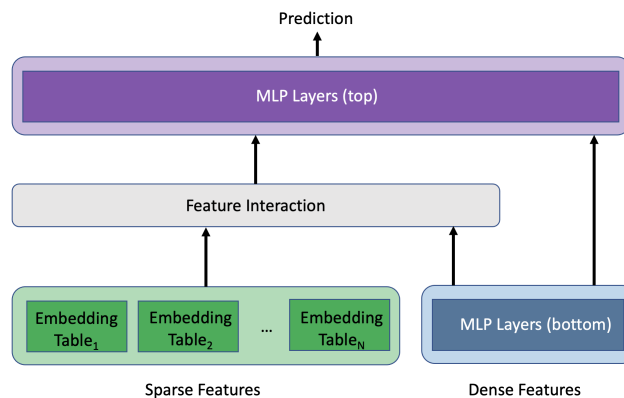 Prediction
MLP Layers (top)
Feature Interaction
Embedding Table1
Embedding Table2
...
Embedding TableN
MLP Layers (bottom)
Sparse Features
Dense Features